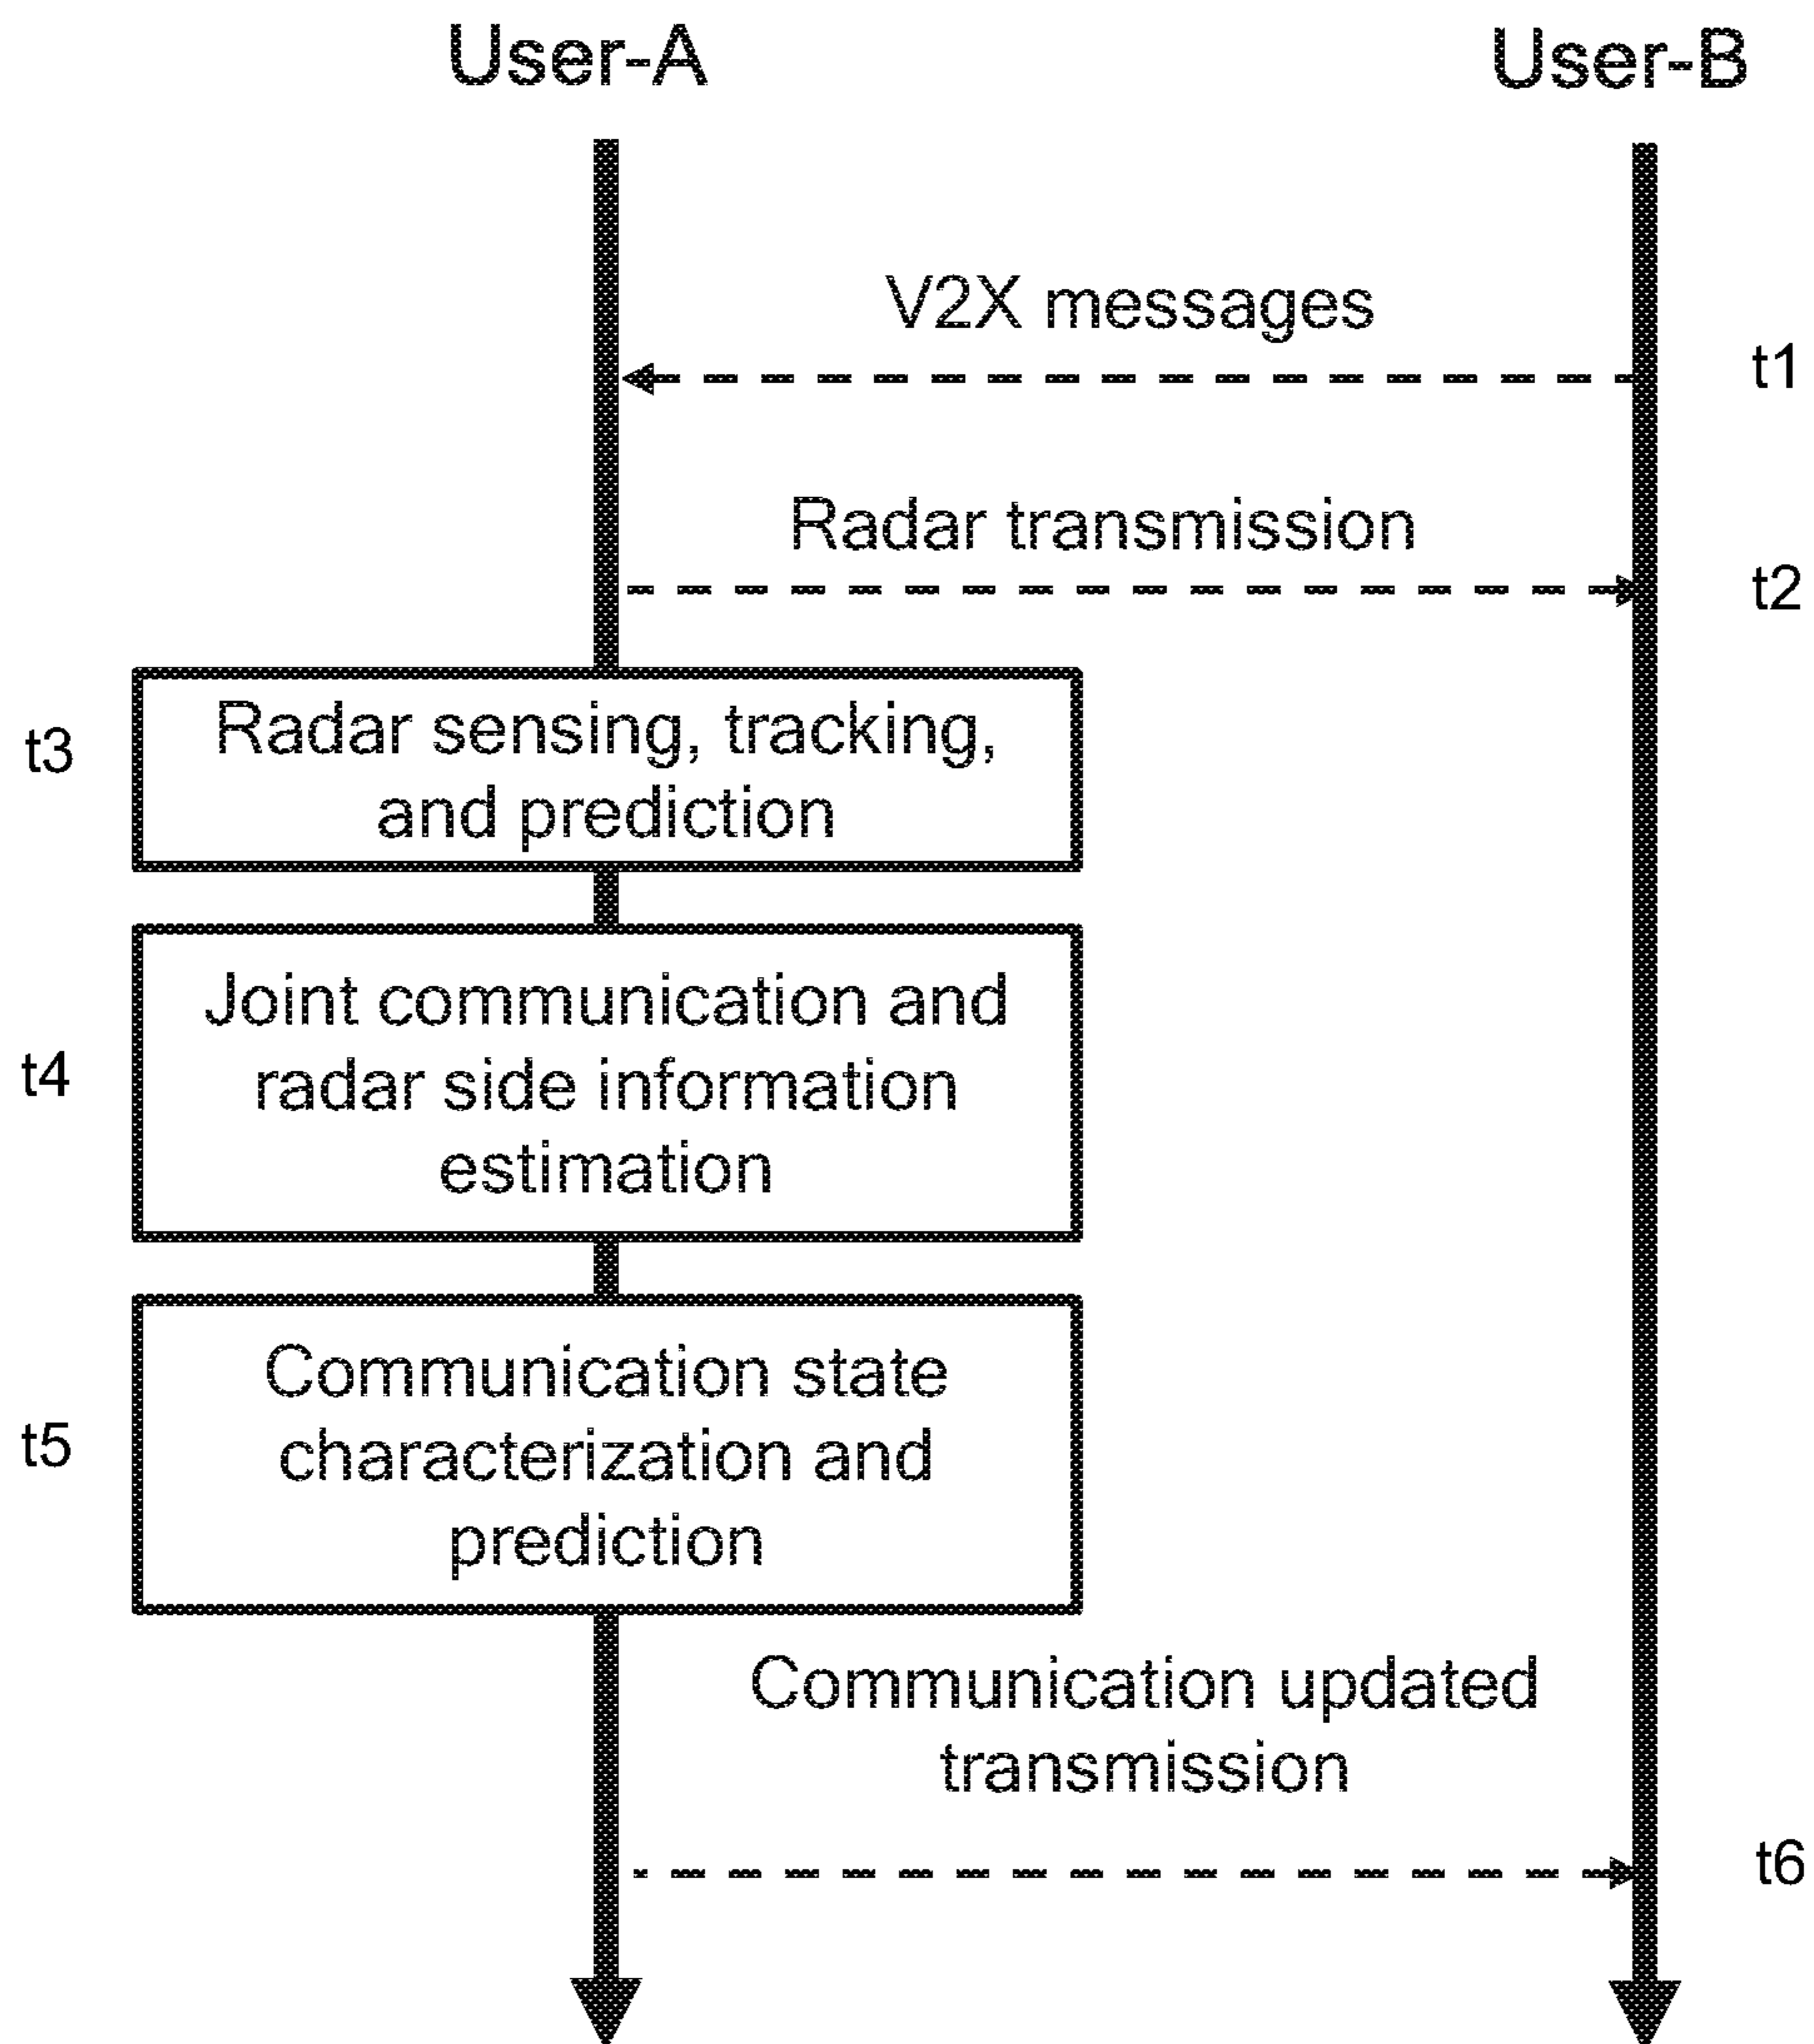 User-A
User-B
V2X messages
t1
Radar transmission
t2
t3
Radar sensing, tracking,
and prediction
t4
Joint communication and
radar side information
estimation
t5
Communication state
characterization and
prediction
Communication updated
transmission
t6